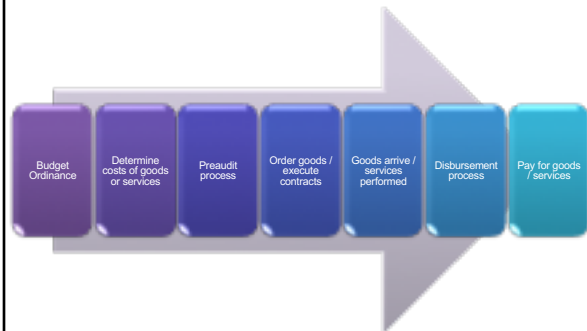 Budget
Ordinance
Determine
costs of goods
or services
Preaudit
process
Order goods /
execute
contracts
Goods arrive /
services
performed
Disbursement
process
Pay for goods
/ services